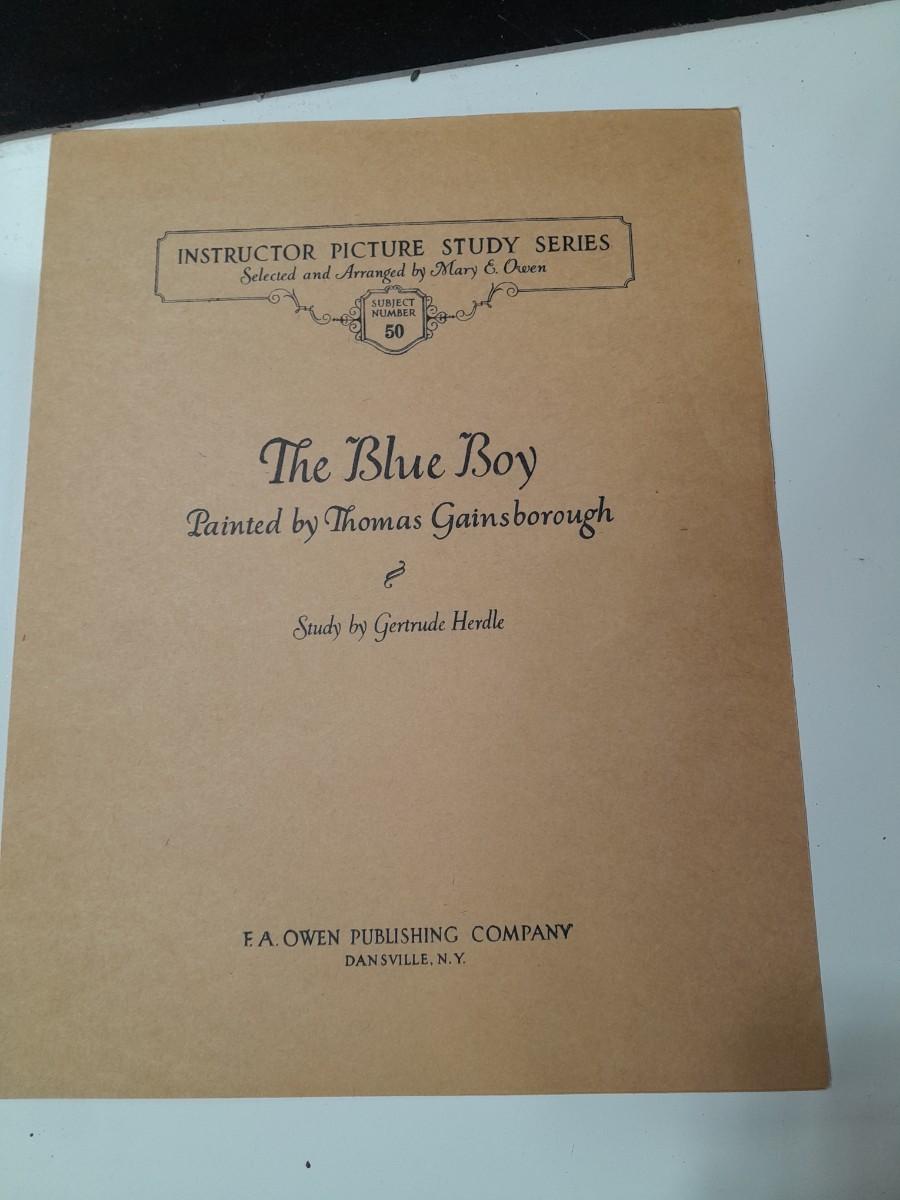 INSTRUCTOR PICTURE STUDY SERIES
Selected and Arranged by Mary E. Owen
SUBJECT
NUMBER
50
The Blue Boy
Painted by Thomas Gainsborough
Study by Gertrude Herdle
F. A. OWEN PUBLISHING COMPANY
DANSVILLE, N. Y.